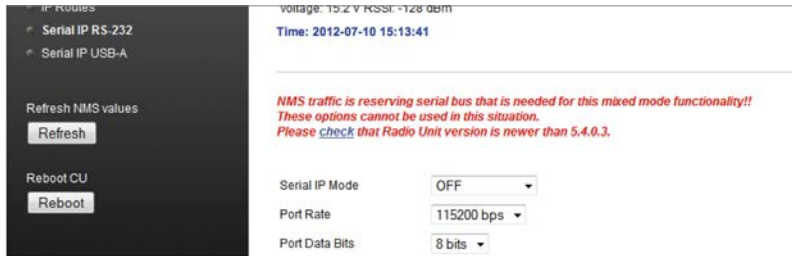 IP Routes
Serial IP RS-232
Serial IP USB-A
Refresh NMS values
Refresh
Reboot CU
Reboot
Voltage: 15.2 V RSSI: -128 dBm
Time: 2012-07-10 15:13:41
NMS traffic is reserving serial bus that is needed for this mixed mode functionality!!
These options cannot be used in this situation.
Please check that Radio Unit version is newer than 5.4.0.3.
Serial IP Mode OFF
Port Rate 115200 bps
Port Data Bits 8 bits